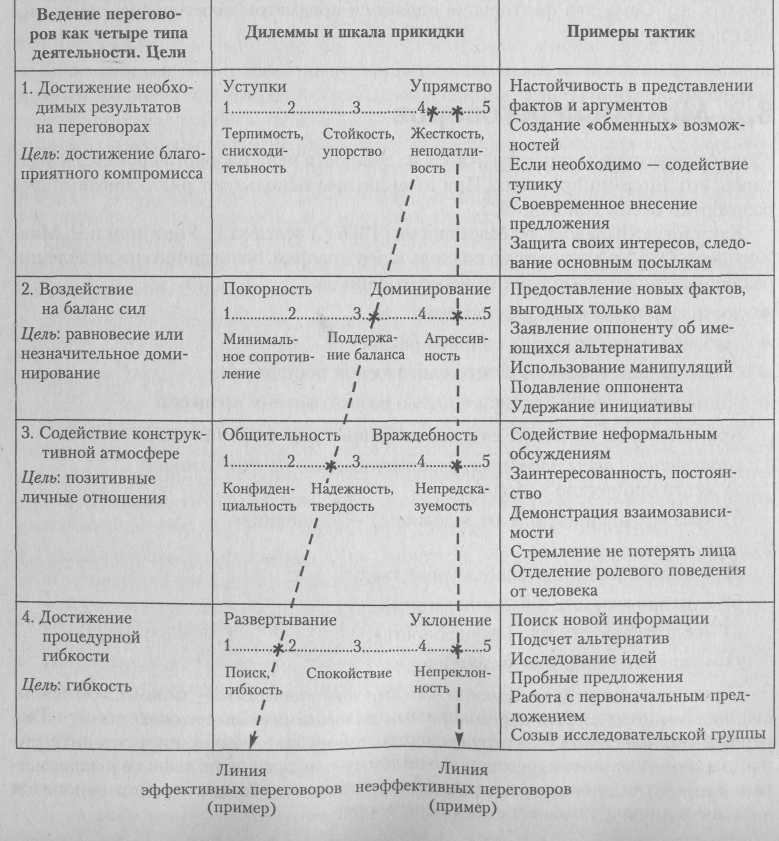 Ведение перегово-
ров как четыре типа
деятельности. Цели
Дилеммы и шкала прикидки
Примеры тактик
1. Достижение необхо-
димых результатов
на переговорах
Цель: достижение благо-
приятного компромисса
Уступки Упрямство
1..............2..............3..............4..............5
Терпимость, Стойкость, Жесткость,
снисходи- упорство неподатли-
тельность вость
Настойчивость в представлении
фактов и аргументов
Создание «обменных» возмож-
ностей
Если необходимо — содействие
тупику
Своевременное внесение
предложения
Защита своих интересов, следо-
вание основным посылкам
2. Воздействие
на баланс сил
Цель: равновесие или
незначительное доми-
нирование
Покорность Доминирование
1..............2..............3..............4..............5
Минималь- Поддержа- Агрессив-
ное сопротив- ние баланса ность
ление
Предоставление новых фактов,
выгодных только вам
Заявление оппоненту об име-
ющихся альтернативах
Использование манипуляций
Подавление оппонента
Удержание инициативы
3. Содействие конструк-
тивной атмосфере
Цель: позитивные
личные отношения
Общительность Враждебность
1..............2..............3..............4..............5
Конфиден- Надежность, Непредска-
циальность твердость зуемость
Содействие неформальным
обсуждениям
Заинтересованность, постоян-
ство
Демонстрация взаимозависи-
мости
Стремление не потерять лица
Отделение ролевого поведения
от человека
4. Достижение
процедурной
гибкости
Цель: гибкость
Развертывание Уклонение
1..............2..............3..............4..............5
Поиск, Спокойствие Непреклон-
гибкость ность
Поиск новой информации
Подсчет альтернатив
Исследование идей
Пробные предложения
Работа с первоначальным пред-
ложением
Созыв исследовательской группы
Линия
эффективных переговоров
(пример)
Линия
неэффективных переговоров
(пример)